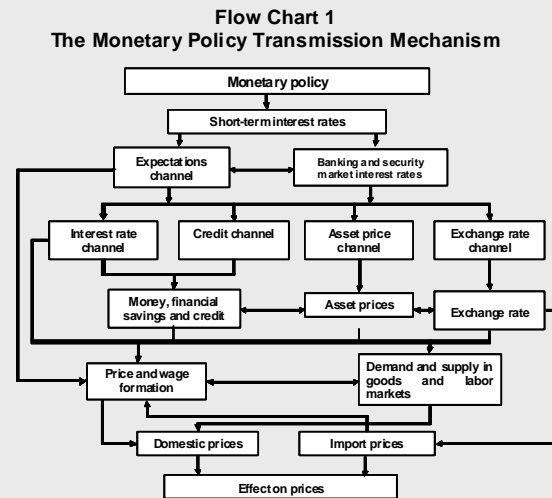 Flow Chart 1
The Monetary Policy Transmission Mechanism
Monetary policy
Short-term interest rates
Expectations
channel
Banking and security
market interest rates
Interest rate
channel
Credit channel
Asset price
channel
Exchange rate
channel
Money, financial
savings and credit
Asset prices
Exchange rate
Price and wage
formation
Demand and supply in
goods and labor
markets
Domestic prices
Import prices
Effect on prices